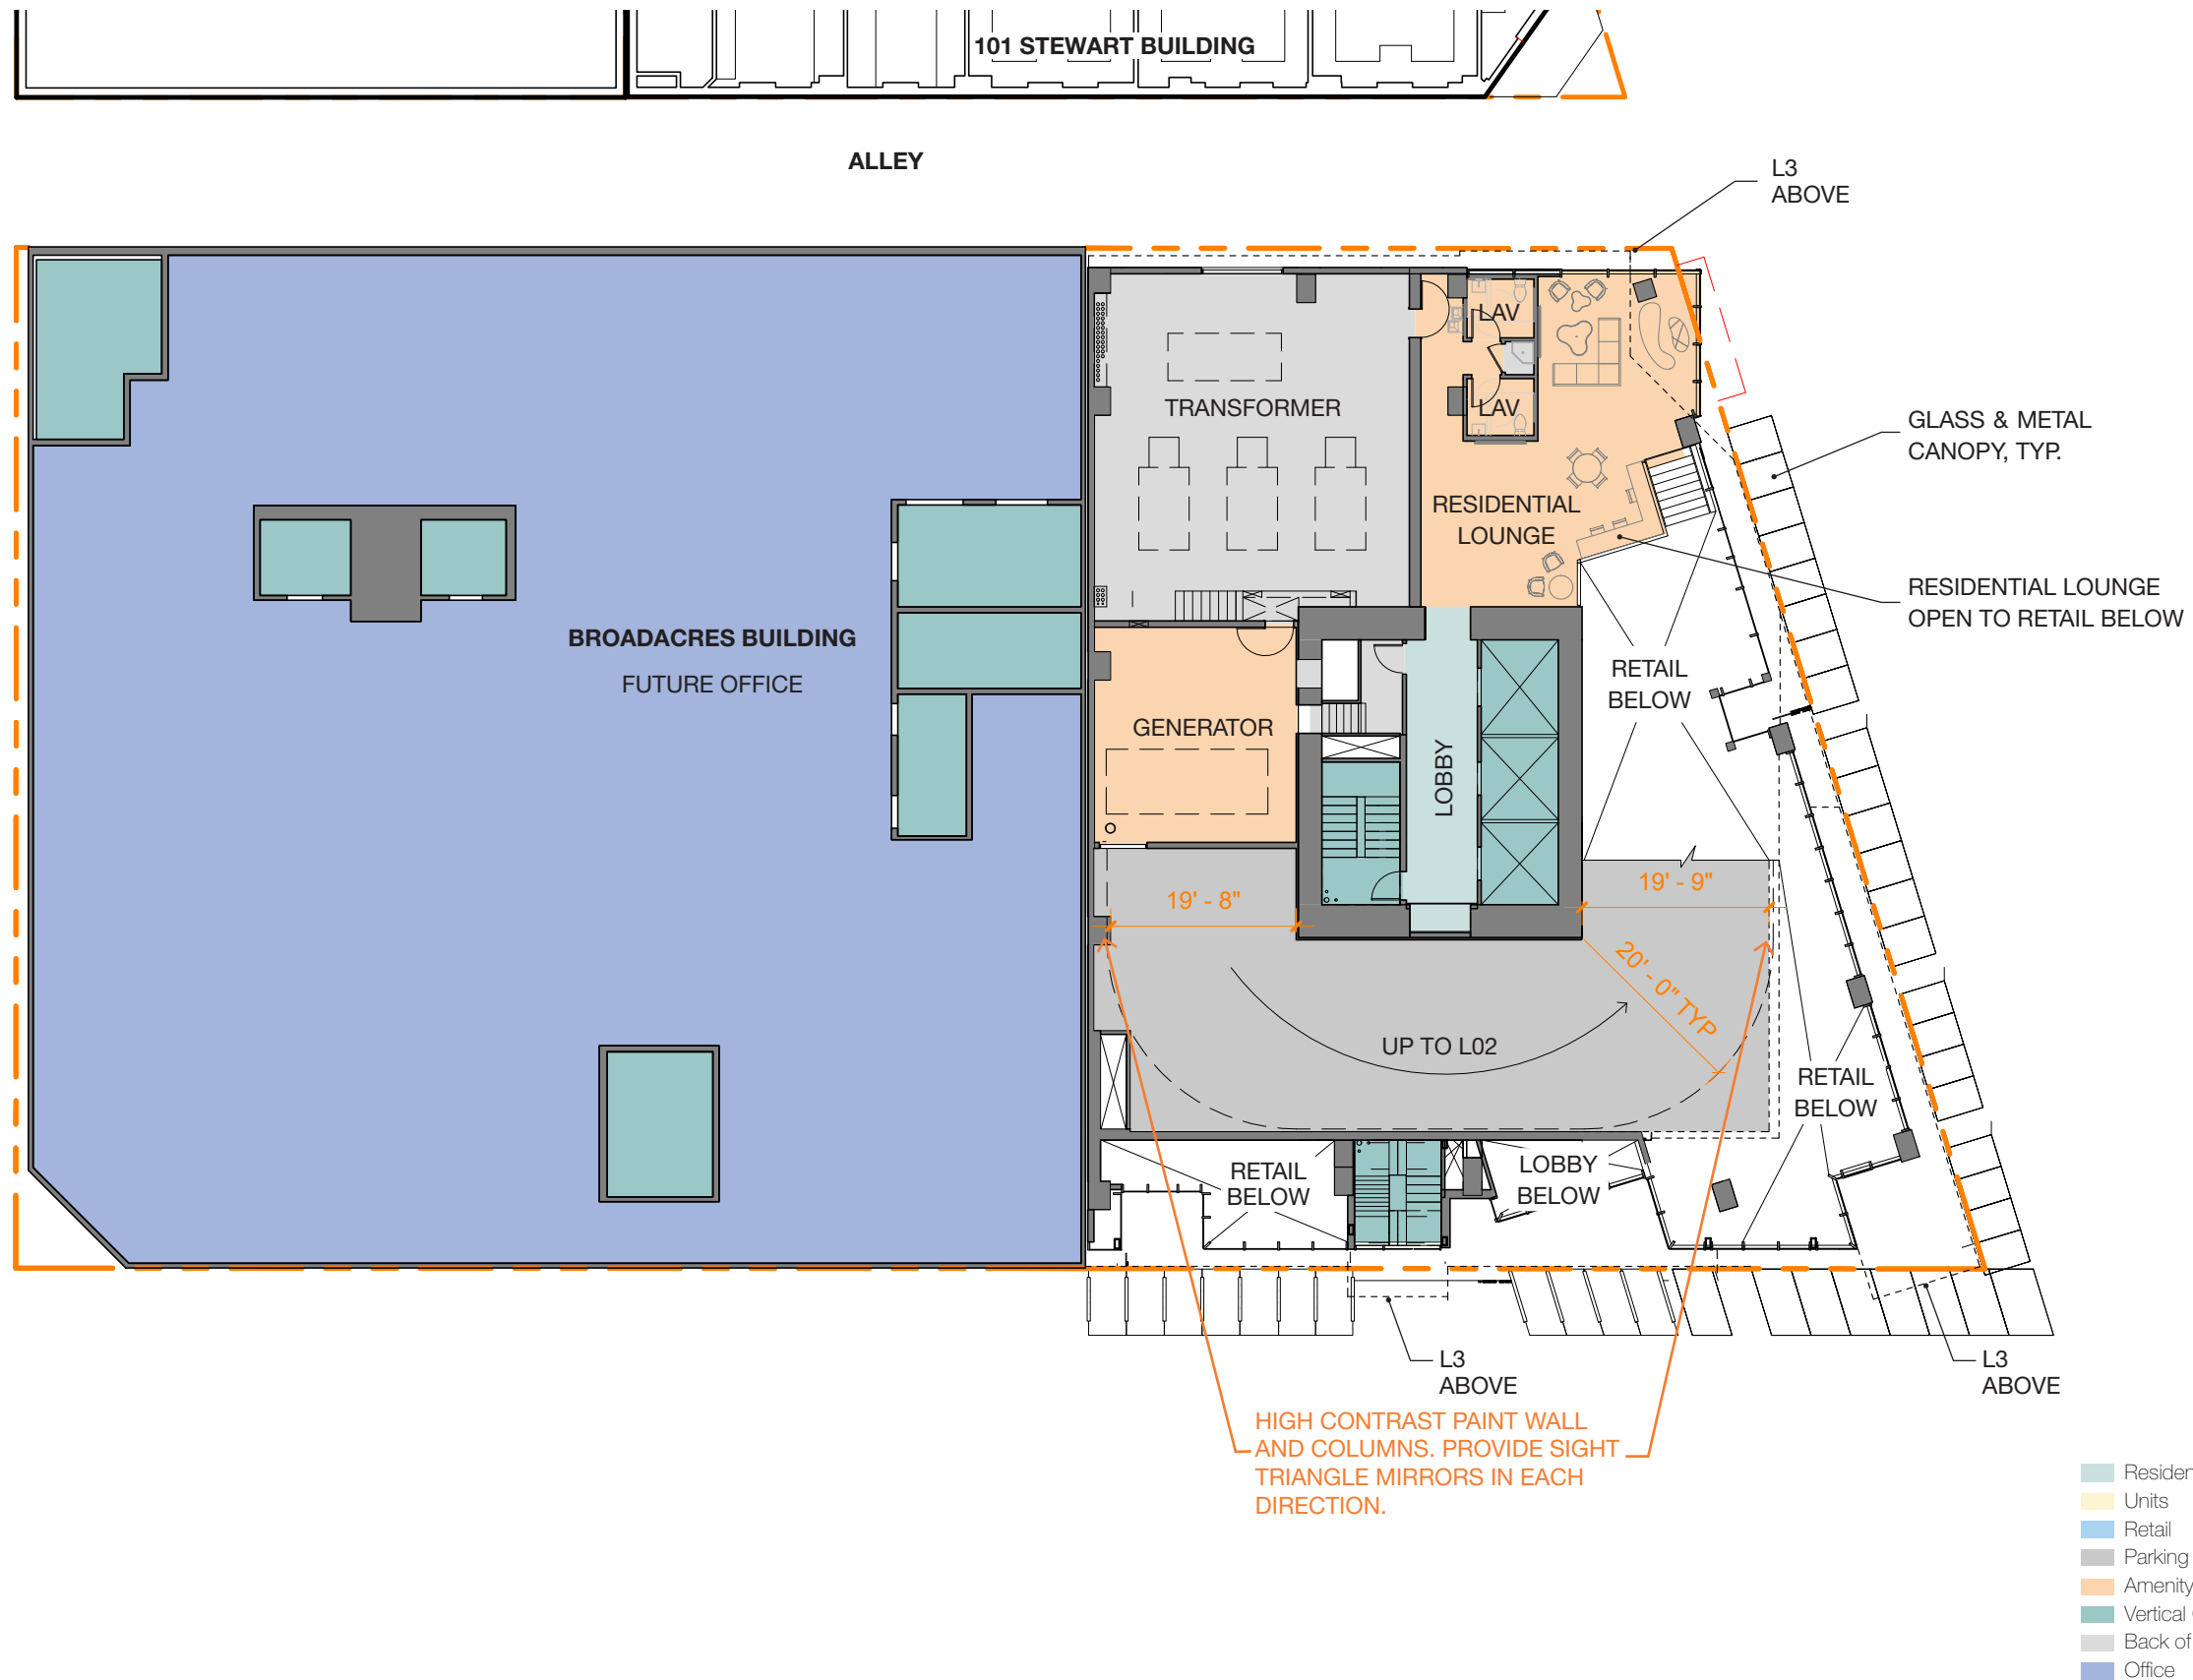 101 STEWART BUILDING
ALLEY
L3
ABOVE
LAV
TRANSFORMER
LAV
GLASS & METAL
CANOPY, TYP.
RESIDENTIAL
LOUNGE
RESIDENTIAL LOUNGE
OPEN TO RETAIL BELOW
BROADACRES BUILDING
FUTURE OFFICE
RETAIL
BELOW
GENERATOR
LOBBY
19' - 8"
19' - 9"
20' - 0" TYP
UP TO L02
RETAIL
BELOW
RETAIL
BELOW
LOBBY
BELOW
L3
ABOVE
L3
ABOVE
HIGH CONTRAST PAINT WALL
AND COLUMNS. PROVIDE SIGHT
TRIANGLE MIRRORS IN EACH
DIRECTION.
Units
Retail
Parking
Amenity
Vertical
Back of
Office